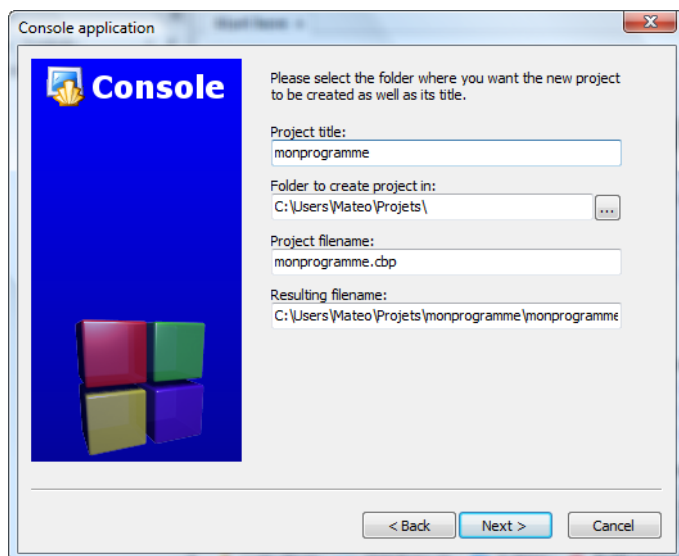 Console application
Console
Please select the folder where you want the new project
to be created as well as its title.
Project title:
monprogramme
Folder to create project in:
C:\Users\Mateo\Projets\
...
Project filename:
monprogramme.cbp
Resulting filename:
C:\Users\Mateo\Projets\monprogramme\monprogramme
< Back
Next >
Cancel